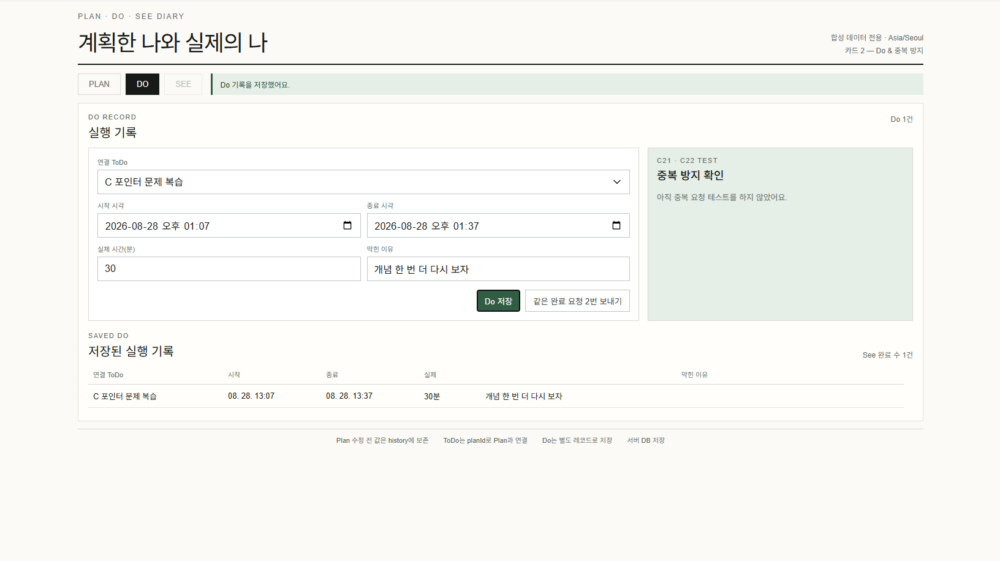 PLAN · DO · SEE DIARY
계획한 나와 실제의 나
합성 데이터 전용 · Asia/Seoul
카드 2 — Do & 중복 방지
PLAN
DO
SEE
Do 기록을 저장했어요.
DO RECORD
실행 기록
Do 1건
연결 ToDo
C 포인터 문제 복습
시작 시각
종료 시각
2026-08-28 오후 01:07
2026-08-28 오후 01:37
실제 시간(분)
막힌 이유
30
개념 한 번 더 다시 보자
Do 저장
같은 완료 요청 2번 보내기
C21 · C22 TEST
중복 방지 확인
아직 중복 요청 테스트를 하지 않았어요.
SAVED DO
저장된 실행 기록
See 완료 수 1건
연결 ToDo 시작 종료 실제 막힌 이유
C 포인터 문제 복습 08. 28. 13:07 08. 28. 13:37 30분 개념 한 번 더 다시 보자
Plan 수정 전 값은 history에 보존 ToDo는 planId로 Plan과 연결 Do는 별도 레코드로 저장 서버 DB 저장